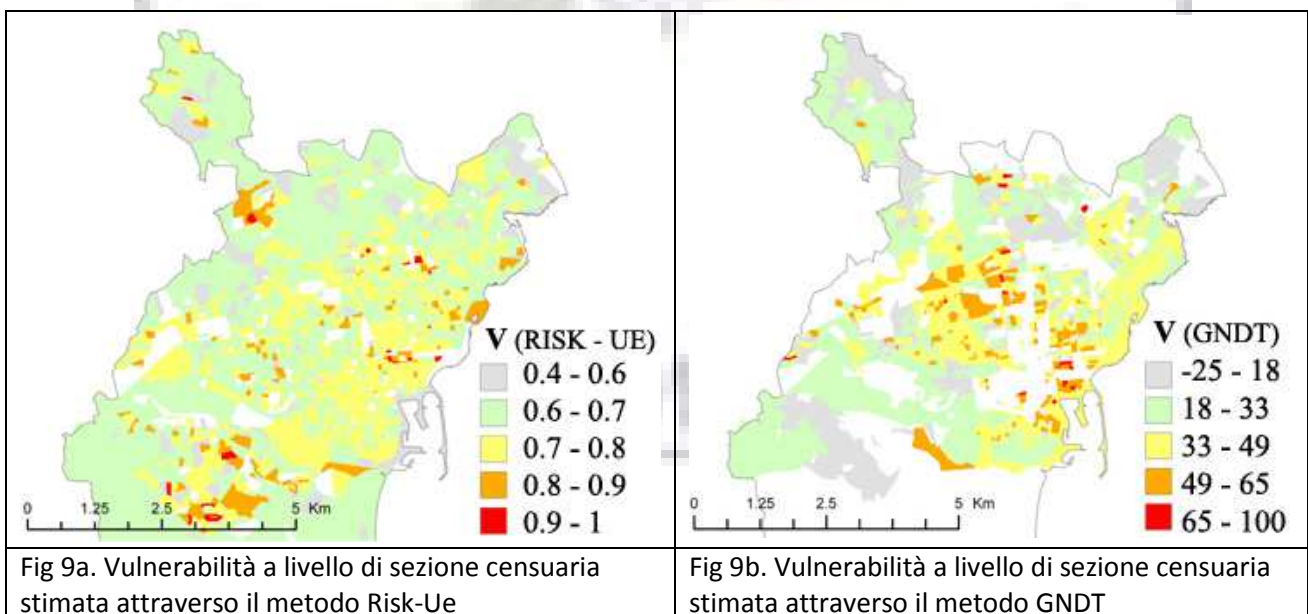 V (RISK - UE)
0.4 - 0.6
0.6 - 0.7
0.7 - 0.8
0.8 - 0.9
0.9 - 1
0 1.25 2.5 5 Km
Fig 9a. Vulnerabilità a livello di sezione censuaria
stimata attraverso il metodo Risk-Ue
V (GNDT)
-25 - 18
18 - 33
33 - 49
49 - 65
65 - 100
0 1.25 2.5 5 Km
Fig 9b. Vulnerabilità a livello di sezione censuaria
stimata attraverso il metodo GNDT